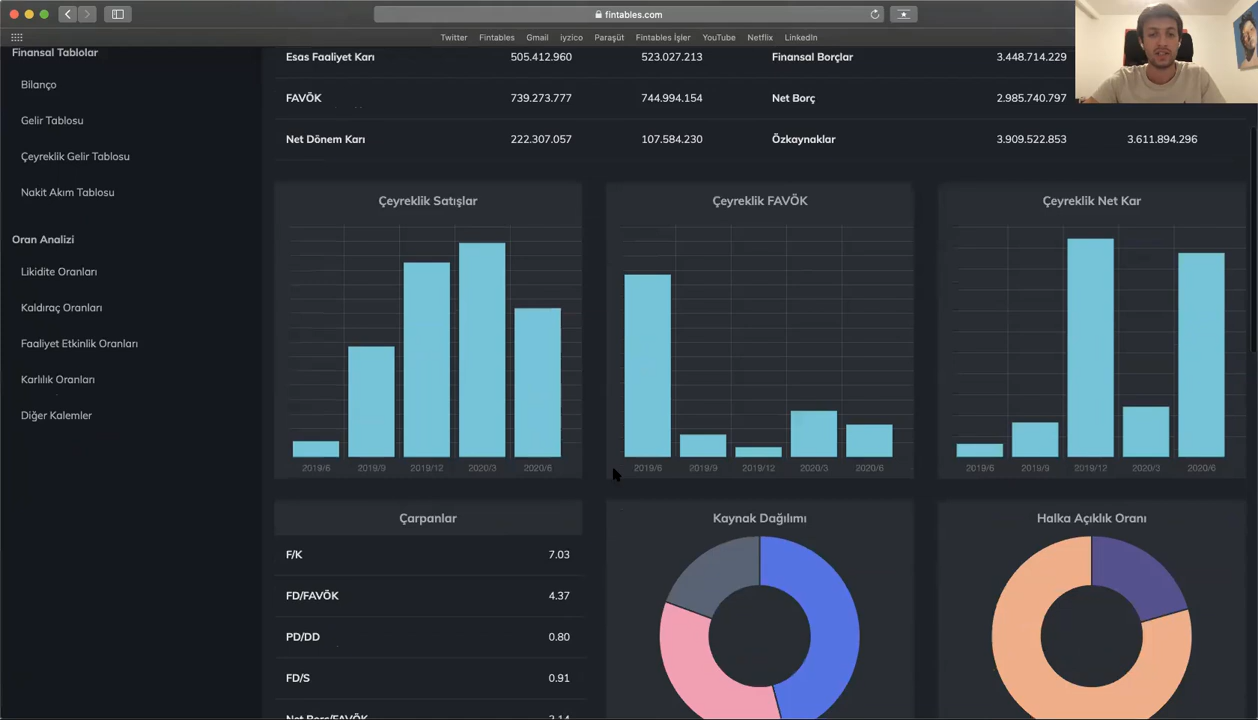 fintables.com
Twitter Fintables Gmail iyzico Paraşüt Fintables İşler YouTube Netflix LinkedIn
Finansal Tablolar
Bilanço
Gelir Tablosu
Çeyreklik Gelir Tablosu
Nakit Akım Tablosu
Oran Analizi
Likidite Oranları
Kaldıraç Oranları
Faaliyet Etkinlik Oranları
Karlılık Oranları
Diğer Kalemler
Esas Faaliyet Karı 505.412.960 523.027.213 Finansal Borçlar 3.448.714.229
FAVÖK 739.273.777 744.994.154 Net Borç 2.985.740.797
Net Dönem Karı 222.307.057 107.584.230 Özkaynaklar 3.909.522.853 3.611.894.296
Çeyreklik Satışlar
2019/6 2019/9 2019/12 2020/3 2020/6
Çeyreklik FAVÖK
2019/6 2019/9 2019/12 2020/3 2020/6
Çeyreklik Net Kar
2019/6 2019/9 2019/12 2020/3 2020/6
Çarpanlar
F/K 7.03
FD/FAVÖK 4.37
PD/DD 0.80
FD/S 0.91
Net Borç/FAVÖK 3.14
Kaynak Dağılımı
Halka Açıklık Oranı